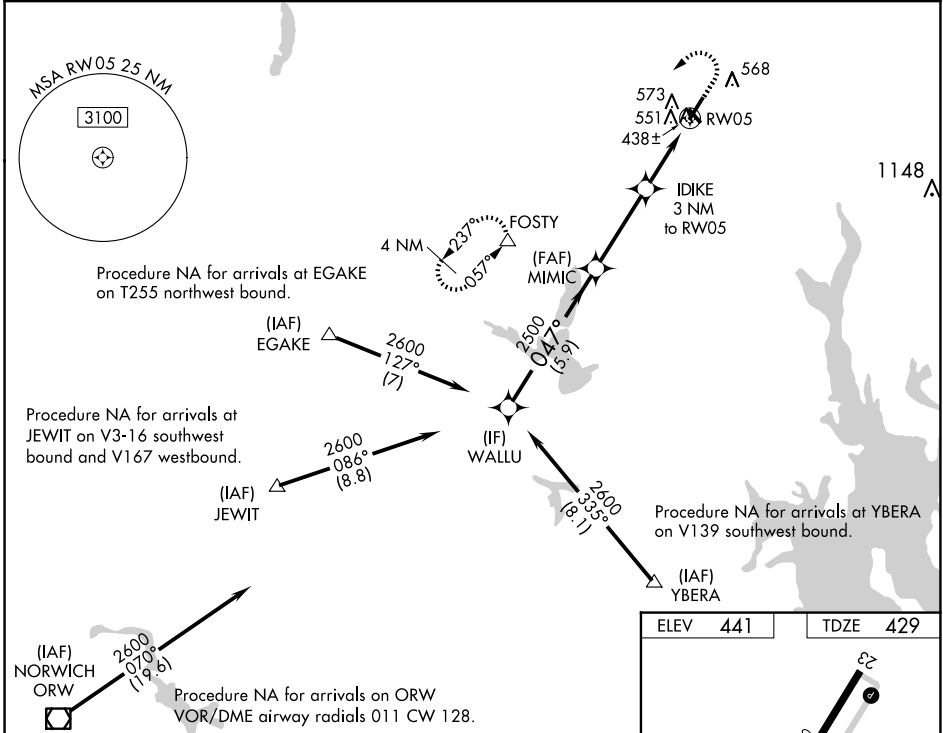 MSA RW05 25 NM
3100
568
573
551
RW05
438±
1148
IDIKE
3 NM
to RW05
FOSTY
4 NM
237°
057°
(FAF)
MIMIC
Procedure NA for arrivals at EGAKE
on T255 northwest bound.
(IAF)
EGAKE
2600
127°
(7)
2500
047°
(5.9)
Procedure NA for arrivals at
JEWIT on V3-16 southwest
bound and V167 westbound.
(IF)
WALLU
2600
086°
(8.8)
(IAF)
JEWIT
2600
335°
(8.1)
Procedure NA for arrivals at YBERA
on V139 southwest bound.
(IAF)
YBERA
(IAF)
NORWICH
ORW
2600
070°
(19.6)
Procedure NA for arrivals on ORW
VOR/DME airway radials 011 CW 128.
ELEV 441
TDZE 429
23
P